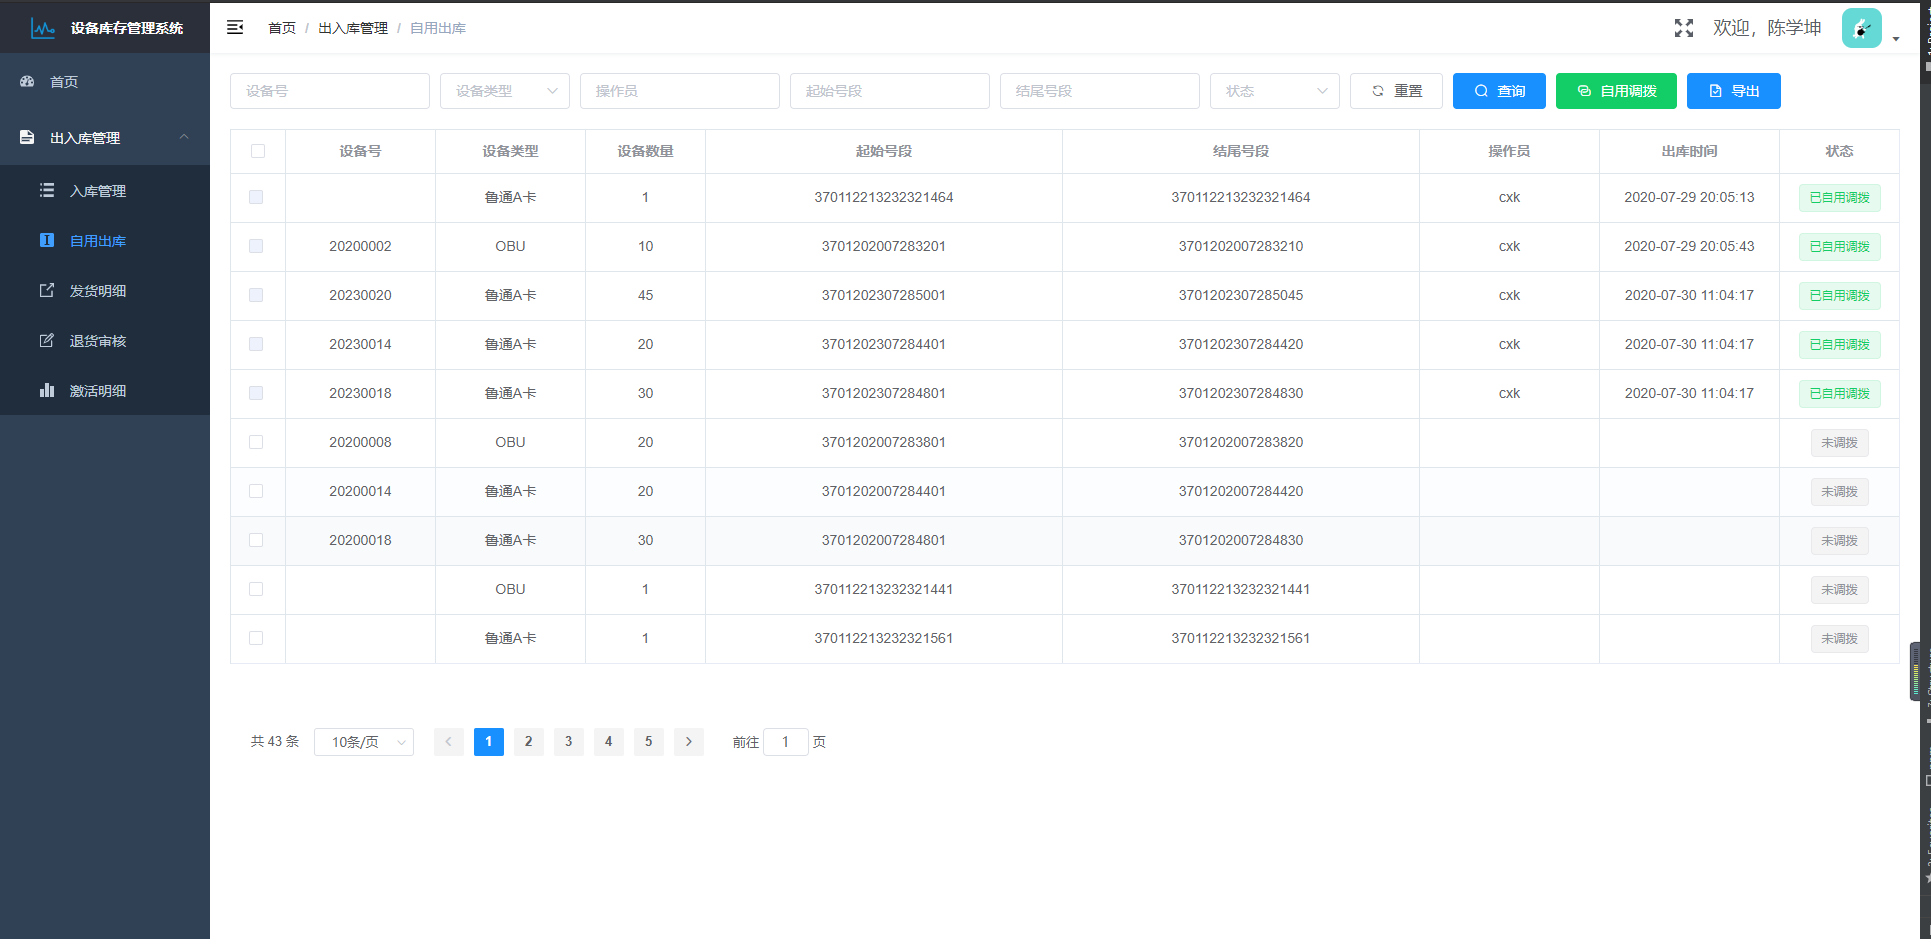 设备库存管理系统
首页 / 出入库管理 / 自用出库
欢迎，陈学坤
首页
出入库管理
入库管理
自用出库
发货明细
退货审核
激活明细
设备号 设备类型 操作员 起始号段 结尾号段 状态 重置 查询 自用调拨 导出
设备号 设备类型 设备数量 起始号段 结尾号段 操作员 出库时间 状态
鲁通A卡 1 370112213232321464 370112213232321464 cxk 2020-07-29 20:05:13 已自用调拨
20200002 OBU 10 3701202007283201 3701202007283210 cxk 2020-07-29 20:05:43 已自用调拨
20230020 鲁通A卡 45 3701202307285001 3701202307285045 cxk 2020-07-30 11:04:17 已自用调拨
20230014 鲁通A卡 20 3701202307284401 3701202307284420 cxk 2020-07-30 11:04:17 已自用调拨
20230018 鲁通A卡 30 3701202307284801 3701202307284830 cxk 2020-07-30 11:04:17 已自用调拨
20200008 OBU 20 3701202007283801 3701202007283820 未调拨
20200014 鲁通A卡 20 3701202007284401 3701202007284420 未调拨
20200018 鲁通A卡 30 3701202007284801 3701202007284830 未调拨
OBU 1 370112213232321441 370112213232321441 未调拨
鲁通A卡 1 370112213232321561 370112213232321561 未调拨
共 43 条 10条/页 1 2 3 4 5 前往 1 页